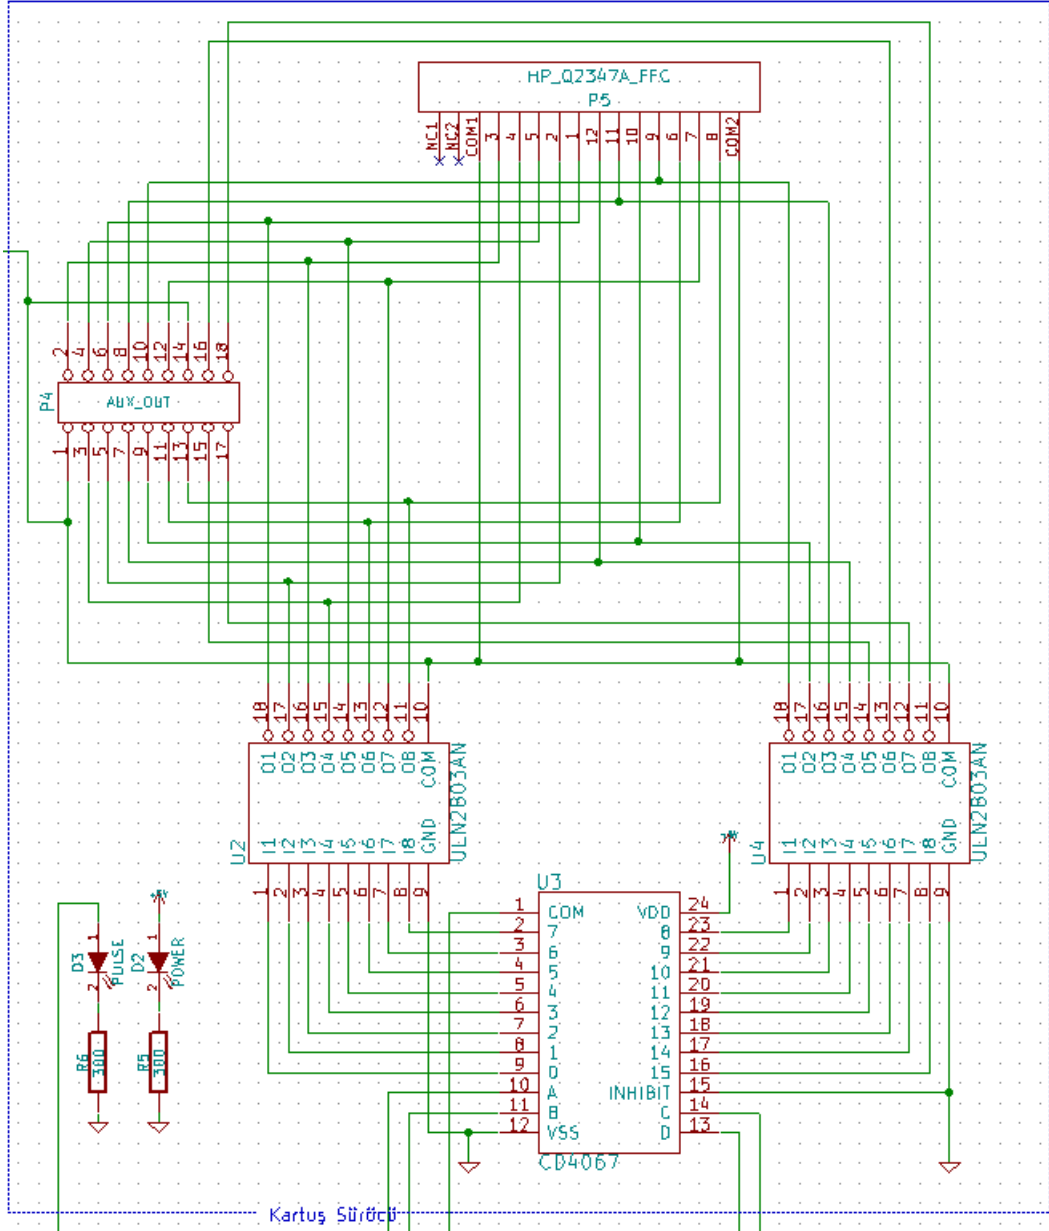 HP_Q2347A_FFC
P5
NC1 NC2 COM1 3 4 5 2 1 12 11 10 9 6 7 8 COM2
2 4 6 8 10 12 14 16 18
P4
AUX_OUT
1 3 5 7 9 11 13 15 17
18 17 16 15 14 13 12 11 10
O1 O2 O3 O4 O5 O6 O7 O8 COM
I1 I2 I3 I4 I5 I6 I7 I8 GND
U2
ULN2803AN
1 2 3 4 5 6 7 8 9
18 17 16 15 14 13 12 11 10
O1 O2 O3 O4 O5 O6 O7 O8 COM
I1 I2 I3 I4 I5 I6 I7 I8 GND
U4
ULN2803AN
1 2 3 4 5 6 7 8 9
U3
1 COM VDD 24
2 7 8 23
3 6 9 22
4 5 10 21
5 4 11 20
6 3 12 19
7 2 13 18
8 1 14 17
9 0 15 16
10 A INHIBIT 15
11 B C 14
12 VSS D 13
CD4067
1 D3 PULSE 2
1 D2 POWER 2
R6 300
R5 300
Kartuş Sürücü